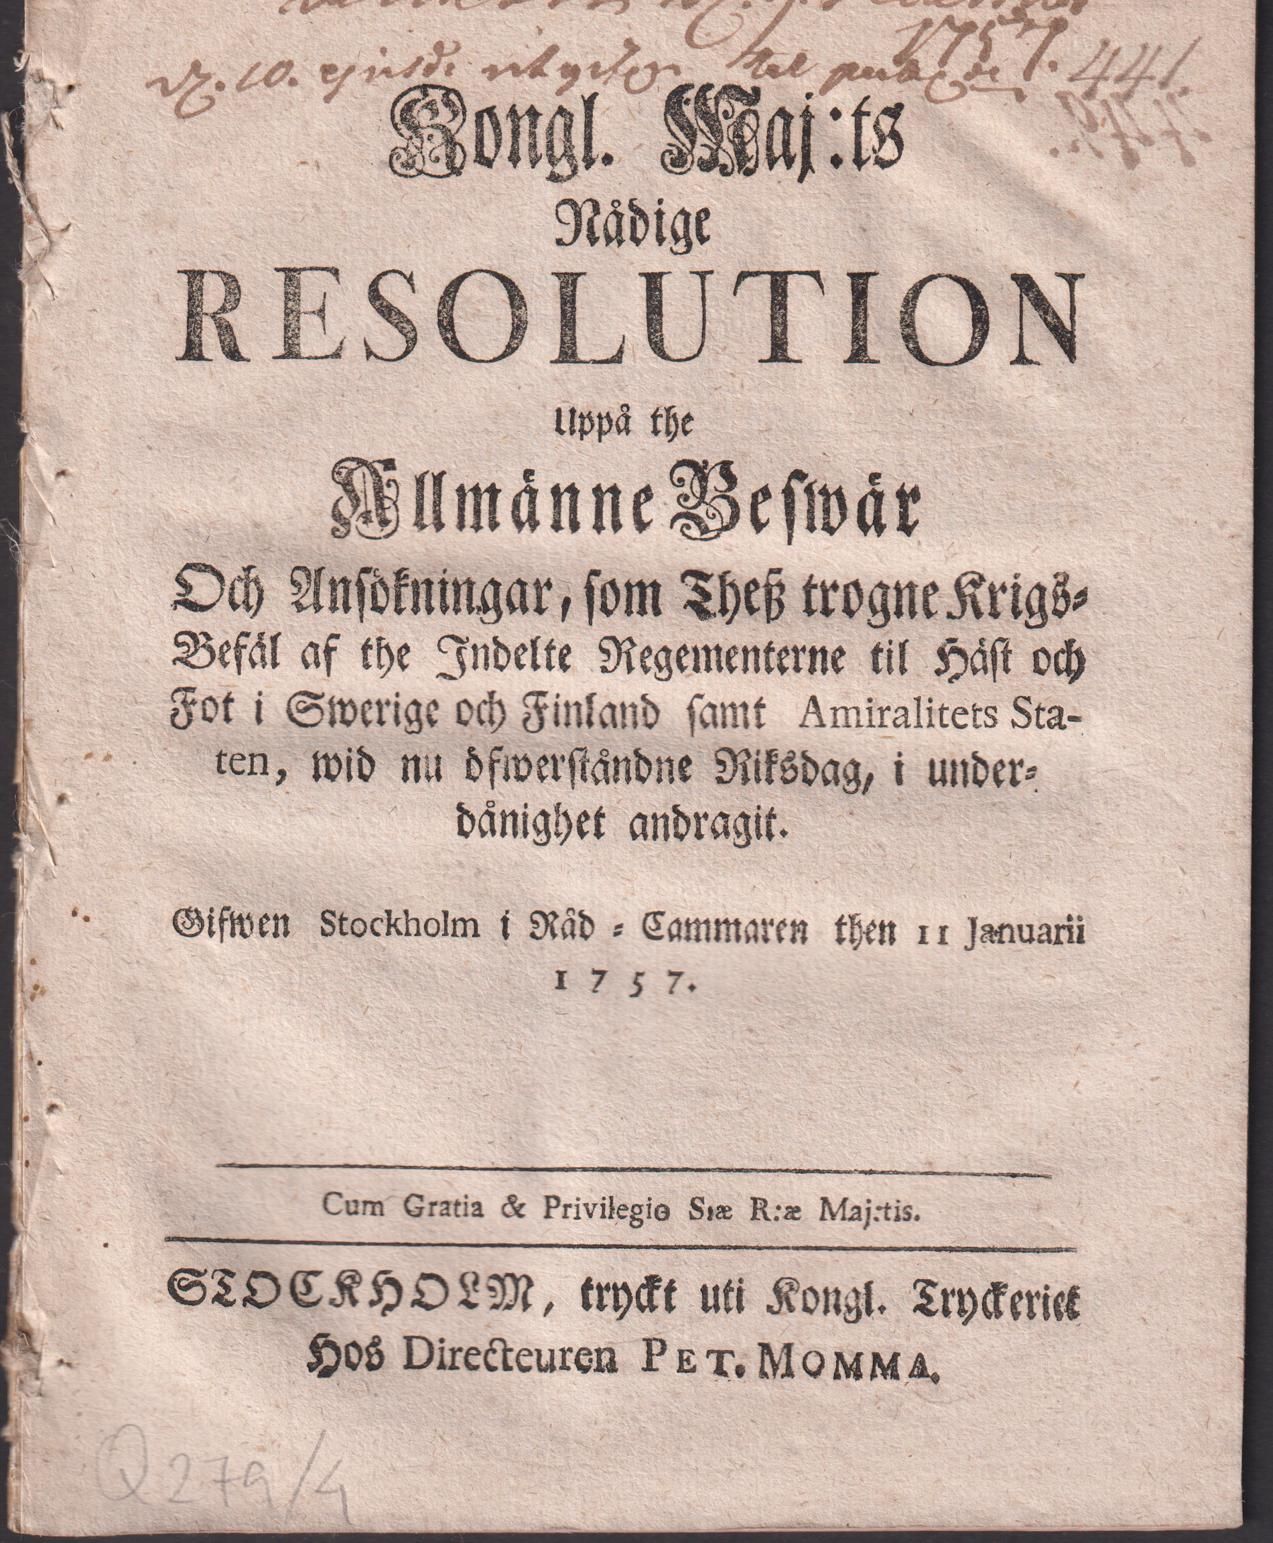 1757. 441.
Kongl. Maj:ts
Nådige
RESOLUTION
Uppå the
Allmänne Beswär
Och Ansökningar, som Theß trogne Krigs-
Befäl af the Indelte Regementerne til Häst och
Fot i Swerige och Finland samt Amiralitets Sta-
ten, wid nu öfwerståndne Riksdag, i under-
dånighet andragit.
Gifwen Stockholm i Råd-Cammaren then 11 Januarii
1757.
Cum Gratia & Privilegio S:æ R:æ Maj:tis.
STOCKHOLM, tryckt uti Kongl. Tryckeriet
Hos Directeuren PET. MOMMA.
Q279/4